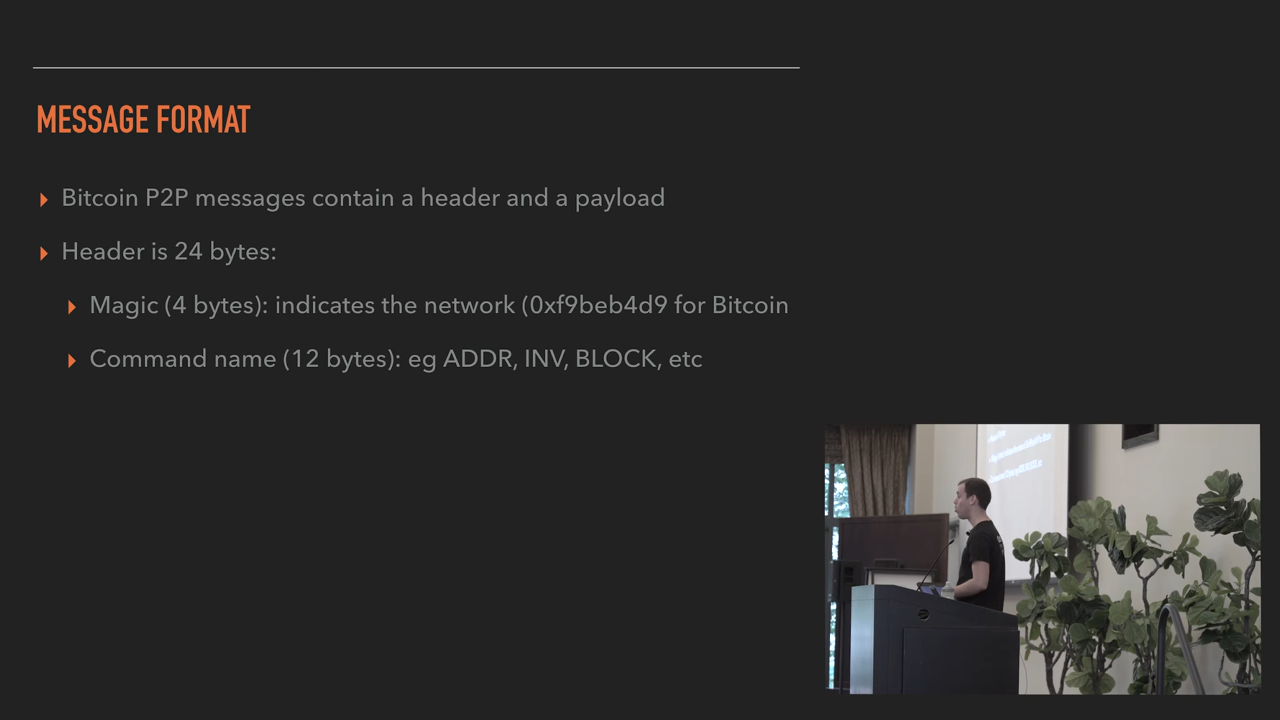 MESSAGE FORMAT
Bitcoin P2P messages contain a header and a payload
Header is 24 bytes:
Magic (4 bytes): indicates the network (0xf9beb4d9 for Bitcoin
Command name (12 bytes): eg ADDR, INV, BLOCK, etc